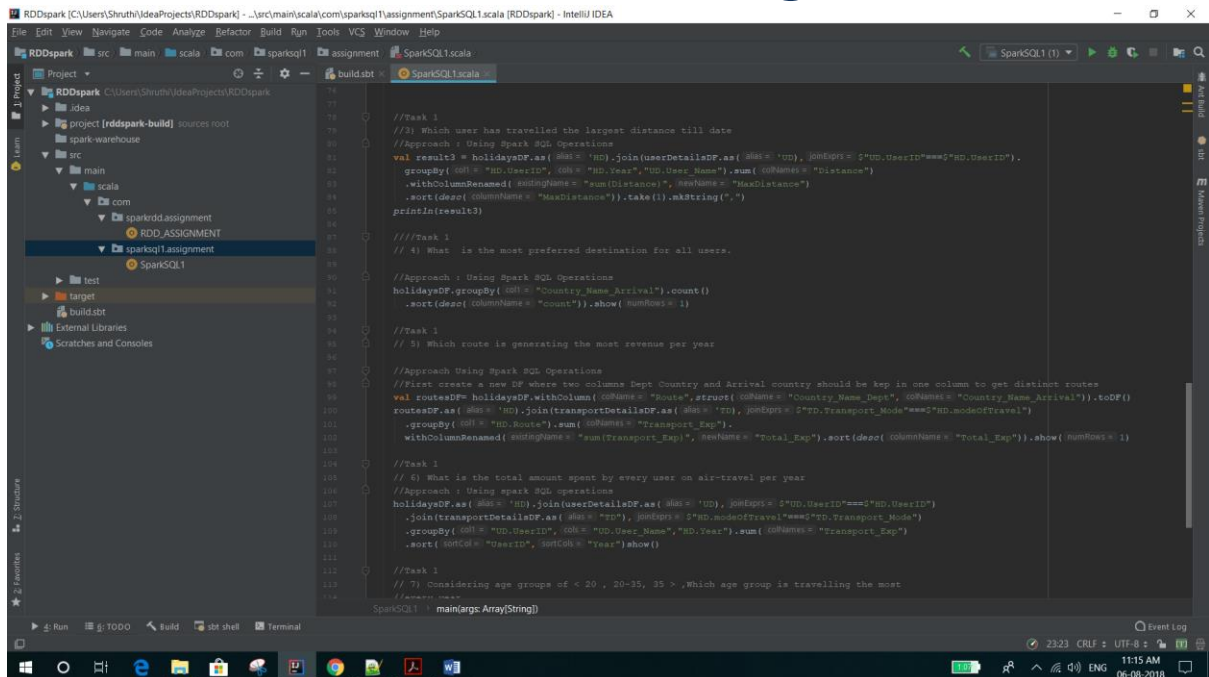 RDDspark [C:\Users\Shruthi\IdeaProjects\RDDspark] - ...\src\main\scala\com\sparksql1\assignment\SparkSQL1.scala [RDDspark] - IntelliJ IDEA
File Edit View Navigate Code Analyze Refactor Build Run Tools VCS Window Help
RDDspark src main scala com sparksql1 assignment SparkSQL1.scala SparkSQL1 (1)
Project build.sbt SparkSQL1.scala
1: Project
Learn
2: Structure
2: Favorites
RDDspark C:\Users\Shruthi\IdeaProjects\RDDspark
.idea
project [rddspark-build] sources root
spark-warehouse
src
main
scala
com
sparkrdd.assignment
RDD_ASSIGNMENT
sparksql1.assignment
SparkSQL1
test
target
build.sbt
External Libraries
Scratches and Consoles
//Task 1
//3) Which user has travelled the largest distance till date
//Approach : Using Spark SQL Operations
val result3 = holidaysDF.as( alias = 'HD).join(userDetailsDF.as( alias = 'UD), joinExprs = $"UD.UserID"===$"HD.UserID").
groupBy( col1 = "HD.UserID", cols = "HD.Year","UD.User_Name").sum( colNames = "Distance")
.withColumnRenamed( existingName = "sum(Distance)", newName = "MaxDistance")
.sort(desc( columnName = "MaxDistance")).take(1).mkString(",")
println(result3)
////Task 1
// 4) What is the most preferred destination for all users.
//Approach : Using Spark SQL Operations
holidaysDF.groupBy( col1 = "Country_Name_Arrival").count()
.sort(desc( columnName = "count")).show( numRows = 1)
//Task 1
// 5) Which route is generating the most revenue per year
//Approach Using Spark SQL Operations
//First create a new DF where two columns Dept Country and Arrival country should be kep in one column to get distinct routes
val routesDF= holidaysDF.withColumn( colName = "Route",struct( colName = "Country_Name_Dept", colNames = "Country_Name_Arrival")).toDF()
routesDF.as( alias = 'HD).join(transportDetailsDF.as( alias = 'TD), joinExprs = $"TD.Transport_Mode"===$"HD.modeOfTravel")
.groupBy( col1 = "HD.Route").sum( colNames = "Transport_Exp").
withColumnRenamed( existingName = "sum(Transport_Exp)", newName = "Total_Exp").sort(desc( columnName = "Total_Exp")).show( numRows = 1)
//Task 1
// 6) What is the total amount spent by every user on air-travel per year
//Approach : Using spark SQL operations
holidaysDF.as( alias = 'HD).join(userDetailsDF.as( alias = 'UD), joinExprs = $"UD.UserID"===$"HD.UserID")
.join(transportDetailsDF.as( alias = "TD"), joinExprs = $"HD.modeOfTravel"===$"TD.Transport_Mode")
.groupBy( col1 = "UD.UserID", cols = "UD.User_Name","HD.Year").sum( colNames = "Transport_Exp")
.sort( sortCol = "UserID", sortCols = "Year")show()
//Task 1
// 7) Considering age groups of < 20 , 20-35, 35 > ,Which age group is travelling the most
//every year
SparkSQL1 main(args: Array[String])
Ant Build
sbt
Maven Projects
4: Run 6: TODO Build sbt shell Terminal Event Log
23:23 CRLF UTF-8
1:07 ENG 11:15 AM
06-08-2018